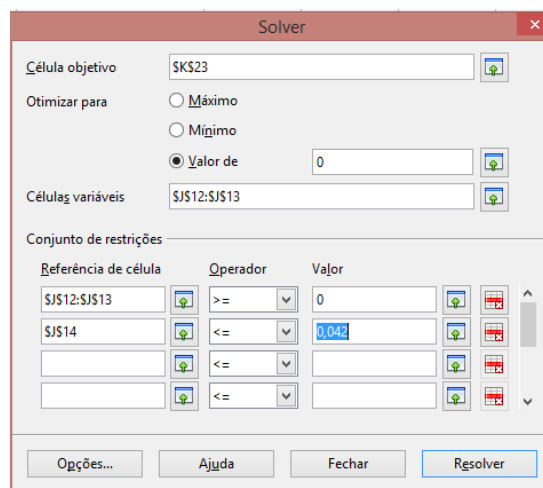 Solver
Célula objetivo $K$23
Otimizar para Máximo
Mínimo
Valor de 0
Células variáveis $J$12:$J$13
Conjunto de restrições
Referência de célula Operador Valor
$J$12:$J$13 >= 0
$J$14 <= 0,042
<=
<=
Opções... Ajuda Fechar Resolver